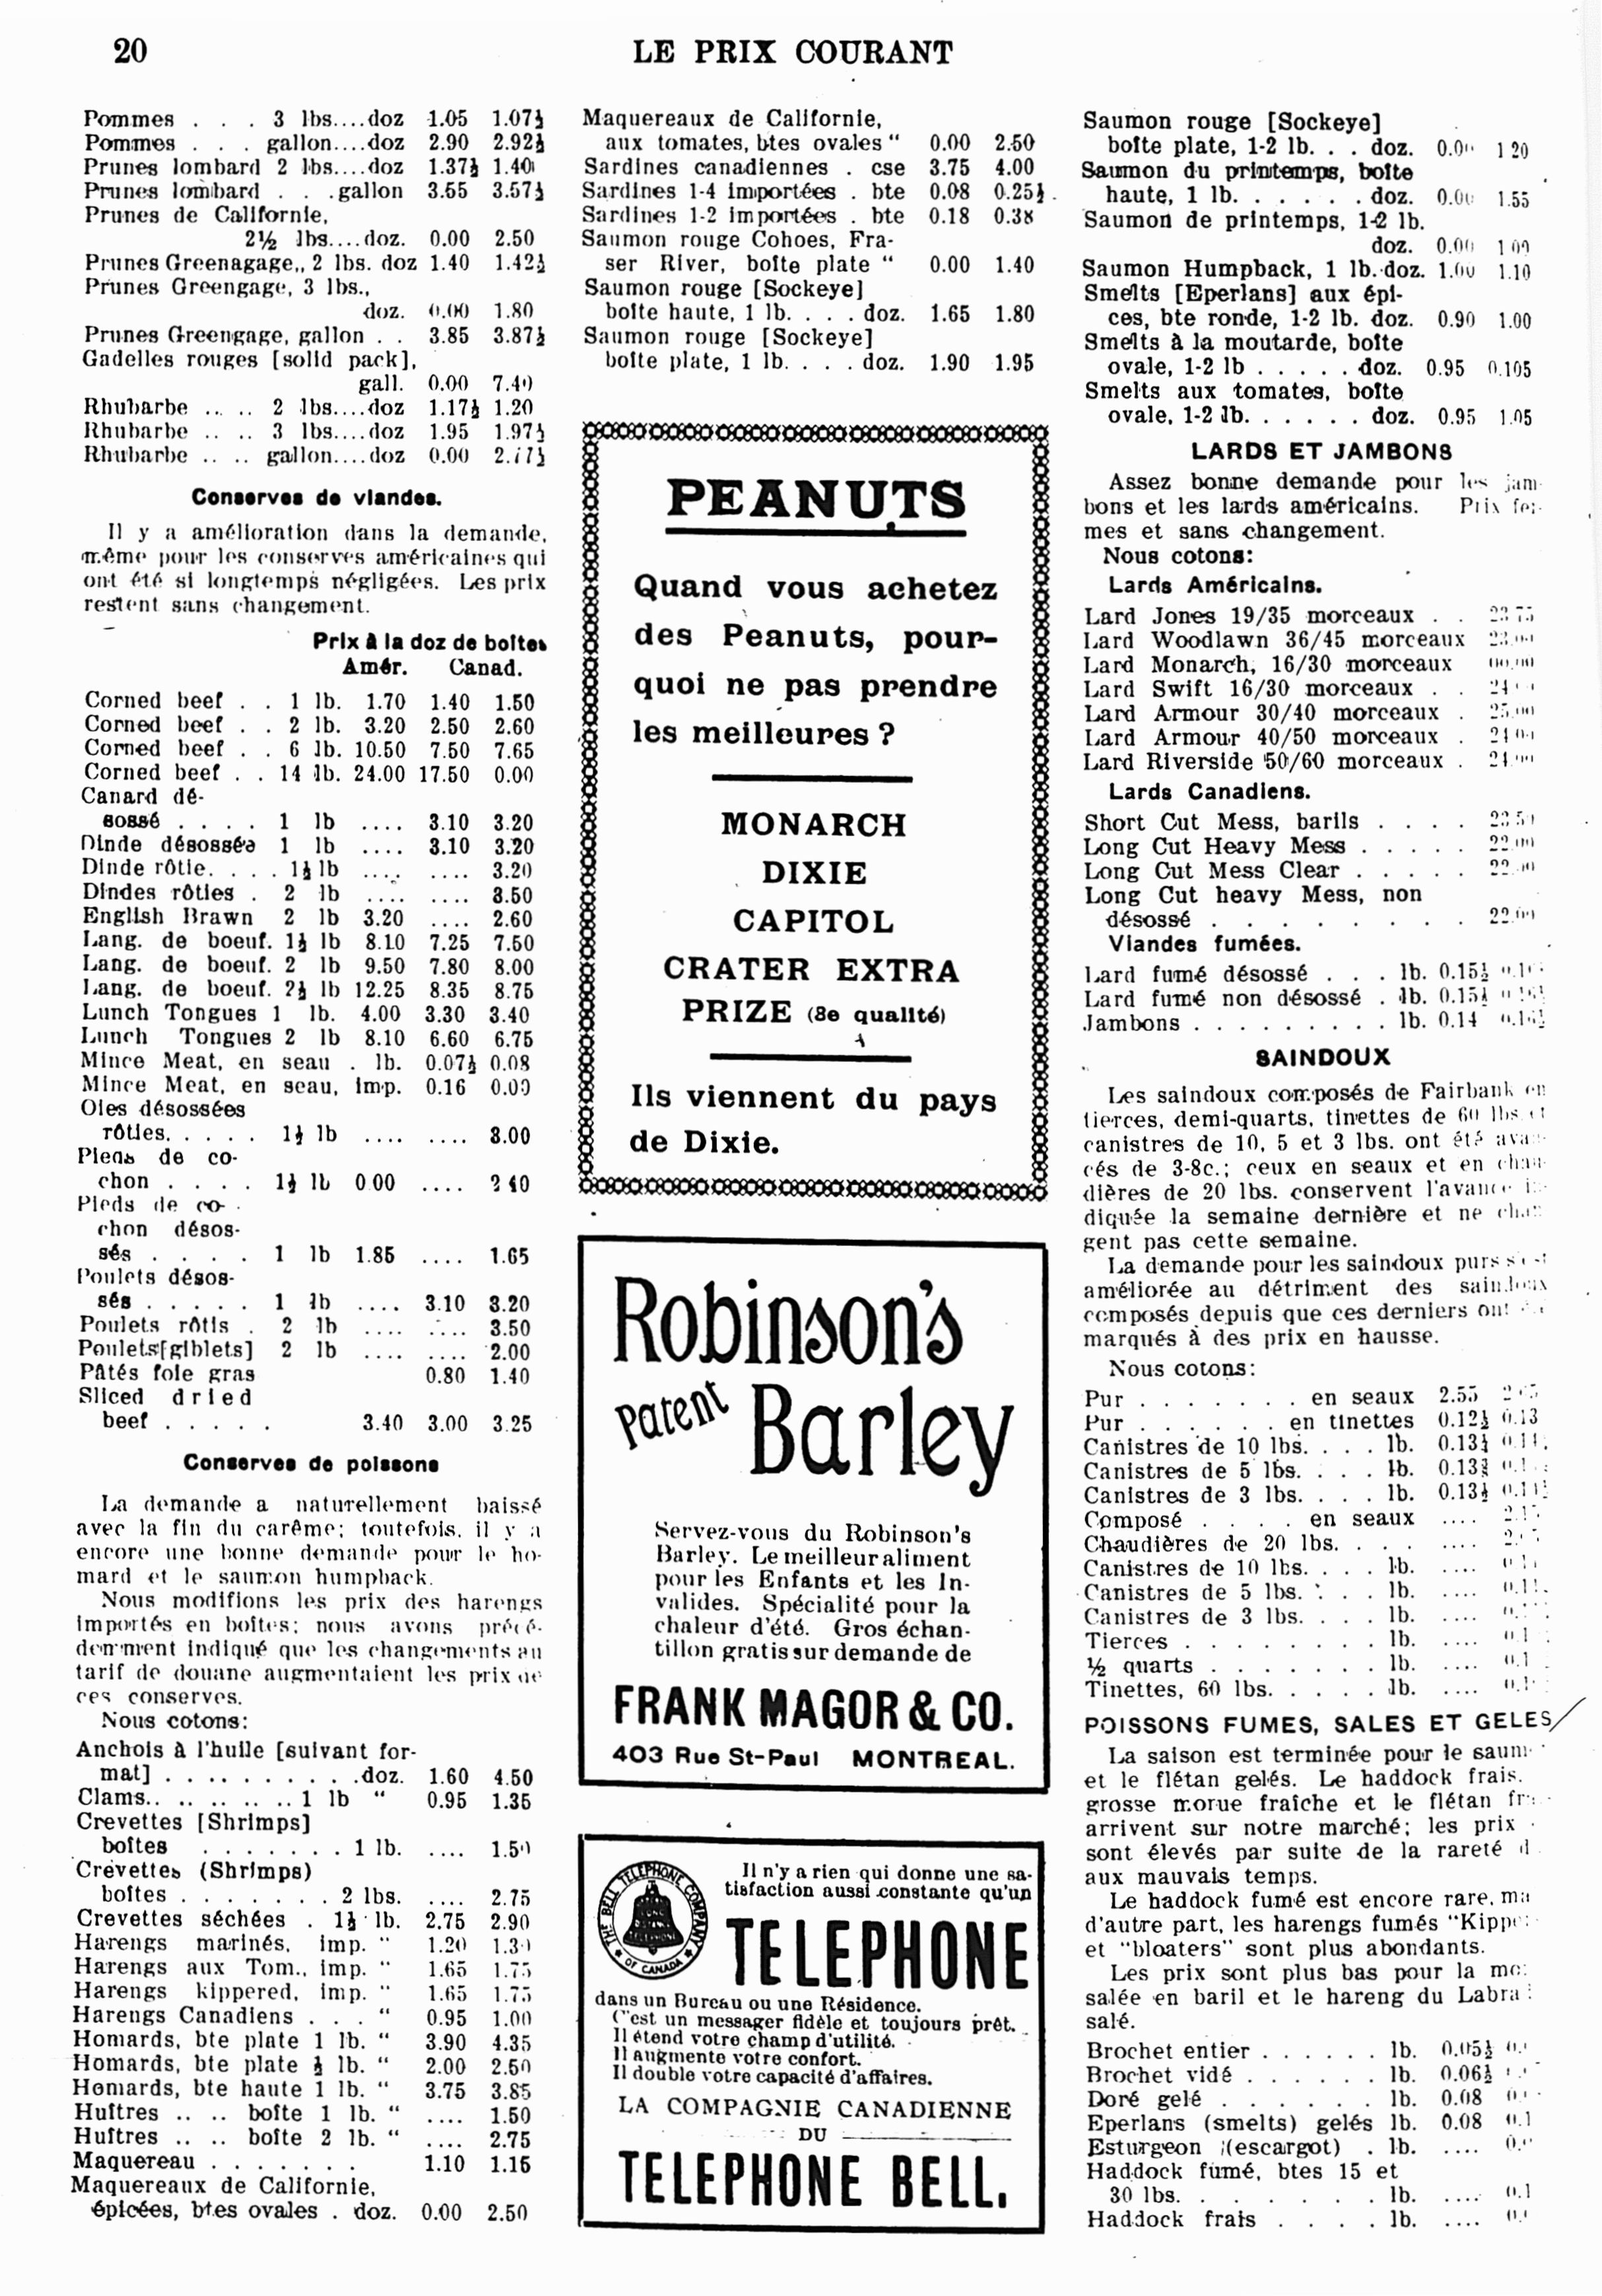 20
LE PRIX COURANT
Pommes . . . 3 lbs....doz 1.05 1.07½
Pommes . . . gallon....doz 2.90 2.92½
Prunes lombard 2 lbs....doz 1.37½ 1.40
Prunes lombard . . .gallon 3.55 3.57½
Prunes de Californie,
2½ lbs....doz. 0.00 2.50
Prunes Greenagage,, 2 lbs. doz 1.40 1.42½
Prunes Greengage, 3 lbs.,
doz. 0.00 1.80
Prunes Greengage, gallon . . 3.85 3.87½
Gadelles rouges [solid pack],
gall. 0.00 7.40
Rhubarbe .. .. 2 lbs....doz 1.17½ 1.20
Rhubarbe .. .. 3 lbs....doz 1.95 1.97½
Rhubarbe .. .. gallon....doz 0.00
Conserves de viandes.
Il y a amélioration dans la demande,
même pour les conserves américaines qui
ont été si longtemps négligées. Les prix
restent sans changement.
Prix à la doz de boîtes
Amér. Canad.
Corned beef . . 1 lb. 1.70 1.40 1.50
Corned beef . . 2 lb. 3.20 2.50 2.60
Corned beef . . 6 lb. 10.50 7.50 7.65
Corned beef . . 14 lb. 24.00 17.50 0.00
Canard dé-
sossé . . . . 1 lb .... 3.10 3.20
Dinde désossée 1 lb .... 3.10 3.20
Dinde rôtie. . . . 1½ lb .... .... 3.20
Dindes rôties . 2 lb .... .... 3.50
English Brawn 2 lb 3.20 .... 2.60
Lang. de boeuf. 1½ lb 8.10 7.25 7.50
Lang. de boeuf. 2 lb 9.50 7.80 8.00
Lang. de boeuf. 2½ lb 12.25 8.35 8.75
Lunch Tongues 1 lb. 4.00 3.30 3.40
Lunch Tongues 2 lb 8.10 6.60 6.75
Mince Meat, en seau . lb. 0.07½ 0.08
Mince Meat, en seau, imp. 0.16 0.00
Oies désossées
rôties. . . . . 1½ lb .... .... 3.00
Pieds de co-
chon . . . . 1½ lb 0 00 .... 2 40
Pieds de co-
chon désos-
sés . . . . 1 lb 1.85 .... 1.65
Poulets désos-
sés . . . . . 1 lb .... 3.10 3.20
Poulets rôtis . 2 lb .... .... 3.50
Poulets[giblets] 2 lb .... .... 2.00
Pâtés foie gras 0.80 1.40
Sliced dried
beef . . . . . 3.40 3.00 3.25
Conserves de poissons
La demande a naturellement baissé
avec la fin du carême; toutefois, il y a
encore une bonne demande pour le ho-
mard et le saumon humpback.
Nous modifions les prix des harengs
importés en boîtes; nous avons précé-
demment indiqué que les changements au
tarif de douane augmentaient les prix de
ces conserves.
Nous cotons:
Anchois à l'huile [suivant for-
mat] . . . . . . . . . .doz. 1.60 4.50
Clams.. .. .. .. .. 1 lb " 0.95 1.35
Crevettes [Shrimps]
boîtes . . . . . . . 1 lb. .... 1.50
Crevettes (Shrimps)
boîtes . . . . . . . 2 lbs. .... 2.75
Crevettes séchées . 1½ lb. 2.75 2.90
Harengs marinés, imp. " 1.20 1.30
Harengs aux Tom., imp. " 1.65 1.75
Harengs kippered, imp. " 1.65 1.75
Harengs Canadiens . . . " 0.95 1.00
Homards, bte plate 1 lb. " 3.90 4.35
Homards, bte plate ½ lb. " 2.00 2.50
Homards, bte haute 1 lb. " 3.75 3.85
Huîtres .. .. boîte 1 lb. " .... 1.50
Huîtres .. .. boîte 2 lb. " .... 2.75
Maquereau . . . . . . . 1.10 1.15
Maquereaux de Californie,
épicées, btes ovales . doz. 0.00 2.50
Maquereaux de Californie,
aux tomates, btes ovales " 0.00 2.50
Sardines canadiennes . cse 3.75 4.00
Sardines 1-4 importées . bte 0.08 0.25½
Sardines 1-2 importées . bte 0.18 0.38
Saumon rouge Cohoes, Fra-
ser River, boîte plate " 0.00 1.40
Saumon rouge [Sockeye]
boîte haute, 1 lb. . . . doz. 1.65 1.80
Saumon rouge [Sockeye]
boîte plate, 1 lb. . . . doz. 1.90 1.95
PEANUTS
Quand vous achetez
des Peanuts, pour-
quoi ne pas prendre
les meilleures ?
MONARCH
DIXIE
CAPITOL
CRATER EXTRA
PRIZE (3e qualité)
Ils viennent du pays
de Dixie.
Robinson's
Patent Barley
Servez-vous du Robinson's
Barley. Le meilleur aliment
pour les Enfants et les In-
valides. Spécialité pour la
chaleur d'été. Gros échan-
tillon gratis sur demande de
FRANK MAGOR & CO.
403 Rue St-Paul MONTREAL.
THE BELL TELEPHONE COMPANY OF CANADA
Il n'y a rien qui donne une sa-
tisfaction aussi constante qu'un
TELEPHONE
dans un Bureau ou une Résidence.
C'est un messager fidèle et toujours prêt.
Il étend votre champ d'utilité.
Il augmente votre confort.
Il double votre capacité d'affaires.
LA COMPAGNIE CANADIENNE
DU
TELEPHONE BELL.
Saumon rouge [Sockeye]
boîte plate, 1-2 lb. . . doz. 1 20
Saumon du printemps, boîte
haute, 1 lb. . . . . . doz. 1.55
Saumon de printemps, 1-2 lb.
doz. 0.00
Saumon Humpback, 1 lb. doz. 1.00 1.10
Smelts [Eperlans] aux épi-
ces, bte ronde, 1-2 lb. doz. 0.90 1.00
Smelts à la moutarde, boîte
ovale, 1-2 lb . . . . . doz. 0.95 0.105
Smelts aux tomates, boîte
ovale, 1-2 lb. . . . . . doz. 0.95 1.05
LARDS ET JAMBONS
Assez bonne demande pour les jam-
bons et les lards américains. Prix fer-
mes et sans changement.
Nous cotons:
Lards Américains.
Lard Jones 19/35 morceaux . .
Lard Woodlawn 36/45 morceaux
Lard Monarch, 16/30 morceaux
Lard Swift 16/30 morceaux . .
Lard Armour 30/40 morceaux . 25.00
Lard Armour 40/50 morceaux .
Lard Riverside 50/60 morceaux .
Lards Canadiens.
Short Cut Mess, barils . . . .
Long Cut Heavy Mess . . . . .
Long Cut Mess Clear . . . . .
Long Cut heavy Mess, non
désossé . . . . . . . . .
Viandes fumées.
Lard fumé désossé . . . lb. 0.15½
Lard fumé non désossé . lb. 0.15½
Jambons . . . . . . . . . lb. 0.14
SAINDOUX
Les saindoux composés de Fairbank en
tierces, demi-quarts, tinettes de 60 lbs. et
canistres de 10, 5 et 3 lbs. ont été avan-
cés de 3-8c.; ceux en seaux et en chau-
dières de 20 lbs. conservent l'avance in-
diquée la semaine dernière et ne chan-
gent pas cette semaine.
La demande pour les saindoux purs
améliorée au détriment des saindoux
composés depuis que ces derniers ont
marqués à des prix en hausse.
Nous cotons:
Pur . . . . . . . en seaux 2.55
Pur . . . . . . en tinettes 0.12½ 0.13
Canistres de 10 lbs. . . . lb.
Canistres de 5 lbs. . . . lb.
Canistres de 3 lbs. . . . lb.
Composé . . . . en seaux ....
Chaudières de 20 lbs. . . . ....
Canistres de 10 lbs. . . . lb. ....
Canistres de 5 lbs. . . . lb. ....
Canistres de 3 lbs. . . . lb. ....
Tierces . . . . . . . . lb. ....
½ quarts . . . . . . . lb. ....
Tinettes, 60 lbs. . . . . lb. ....
POISSONS FUMES, SALES ET GELES
La saison est terminée pour le
et le flétan gelés. Le haddock frais,
grosse morue fraîche et le flétan
arrivent sur notre marché; les prix
sont élevés par suite de la rareté
aux mauvais temps.
Le haddock fumé est encore rare,
d'autre part, les harengs fumés
et "bloaters" sont plus abondants.
Les prix sont plus bas pour la
salée en baril et le hareng du
salé.
Brochet entier . . . . . . lb. 0.05½
Brochet vidé . . . . . . lb. 0.06½
Doré gelé . . . . . . lb. 0.08
Eperlans (smelts) gelés lb. 0.08
Esturgeon (escargot) . lb. ....
Haddock fumé, btes 15 et
30 lbs. . . . . . . lb. ....
Haddock frais . . . . lb. ....